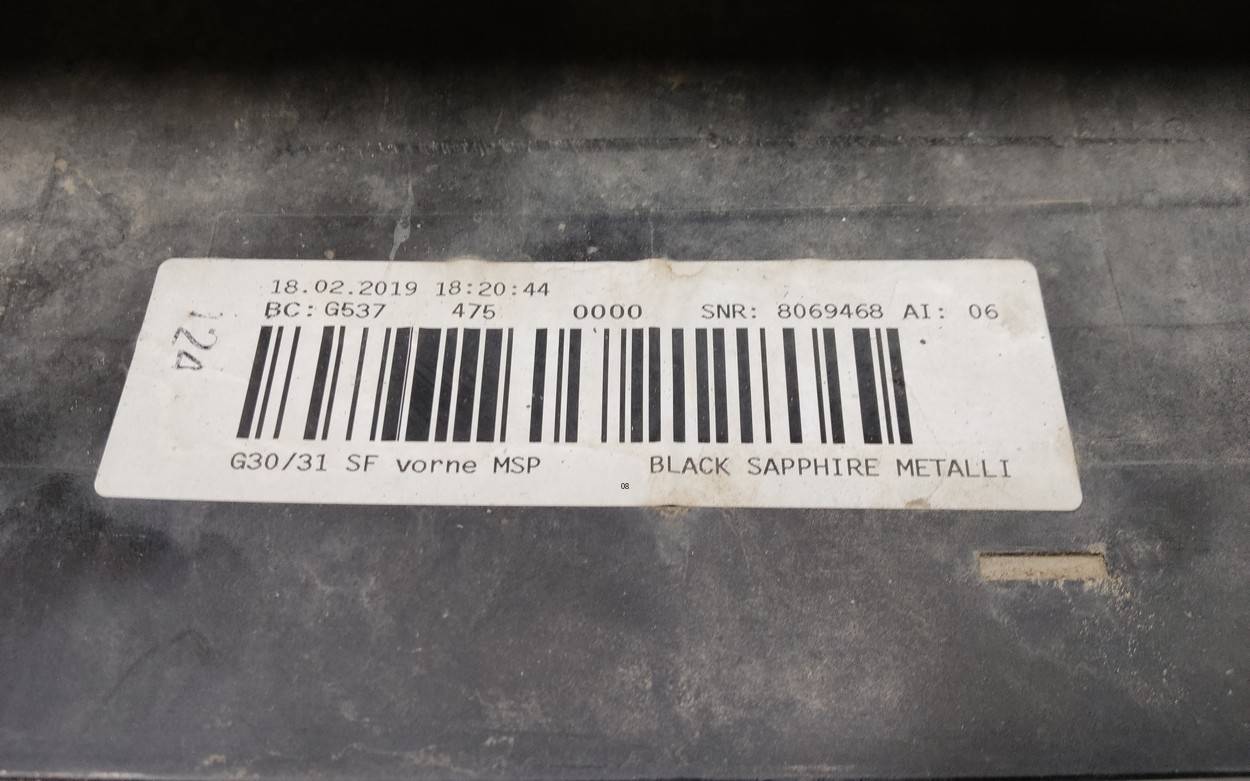 18.02.2019 18:20:44
BC: G537 475 0000 SNR: 8069468 AI: 06
G30/31 SF vorne MSP BLACK SAPPHIRE METALLI
08